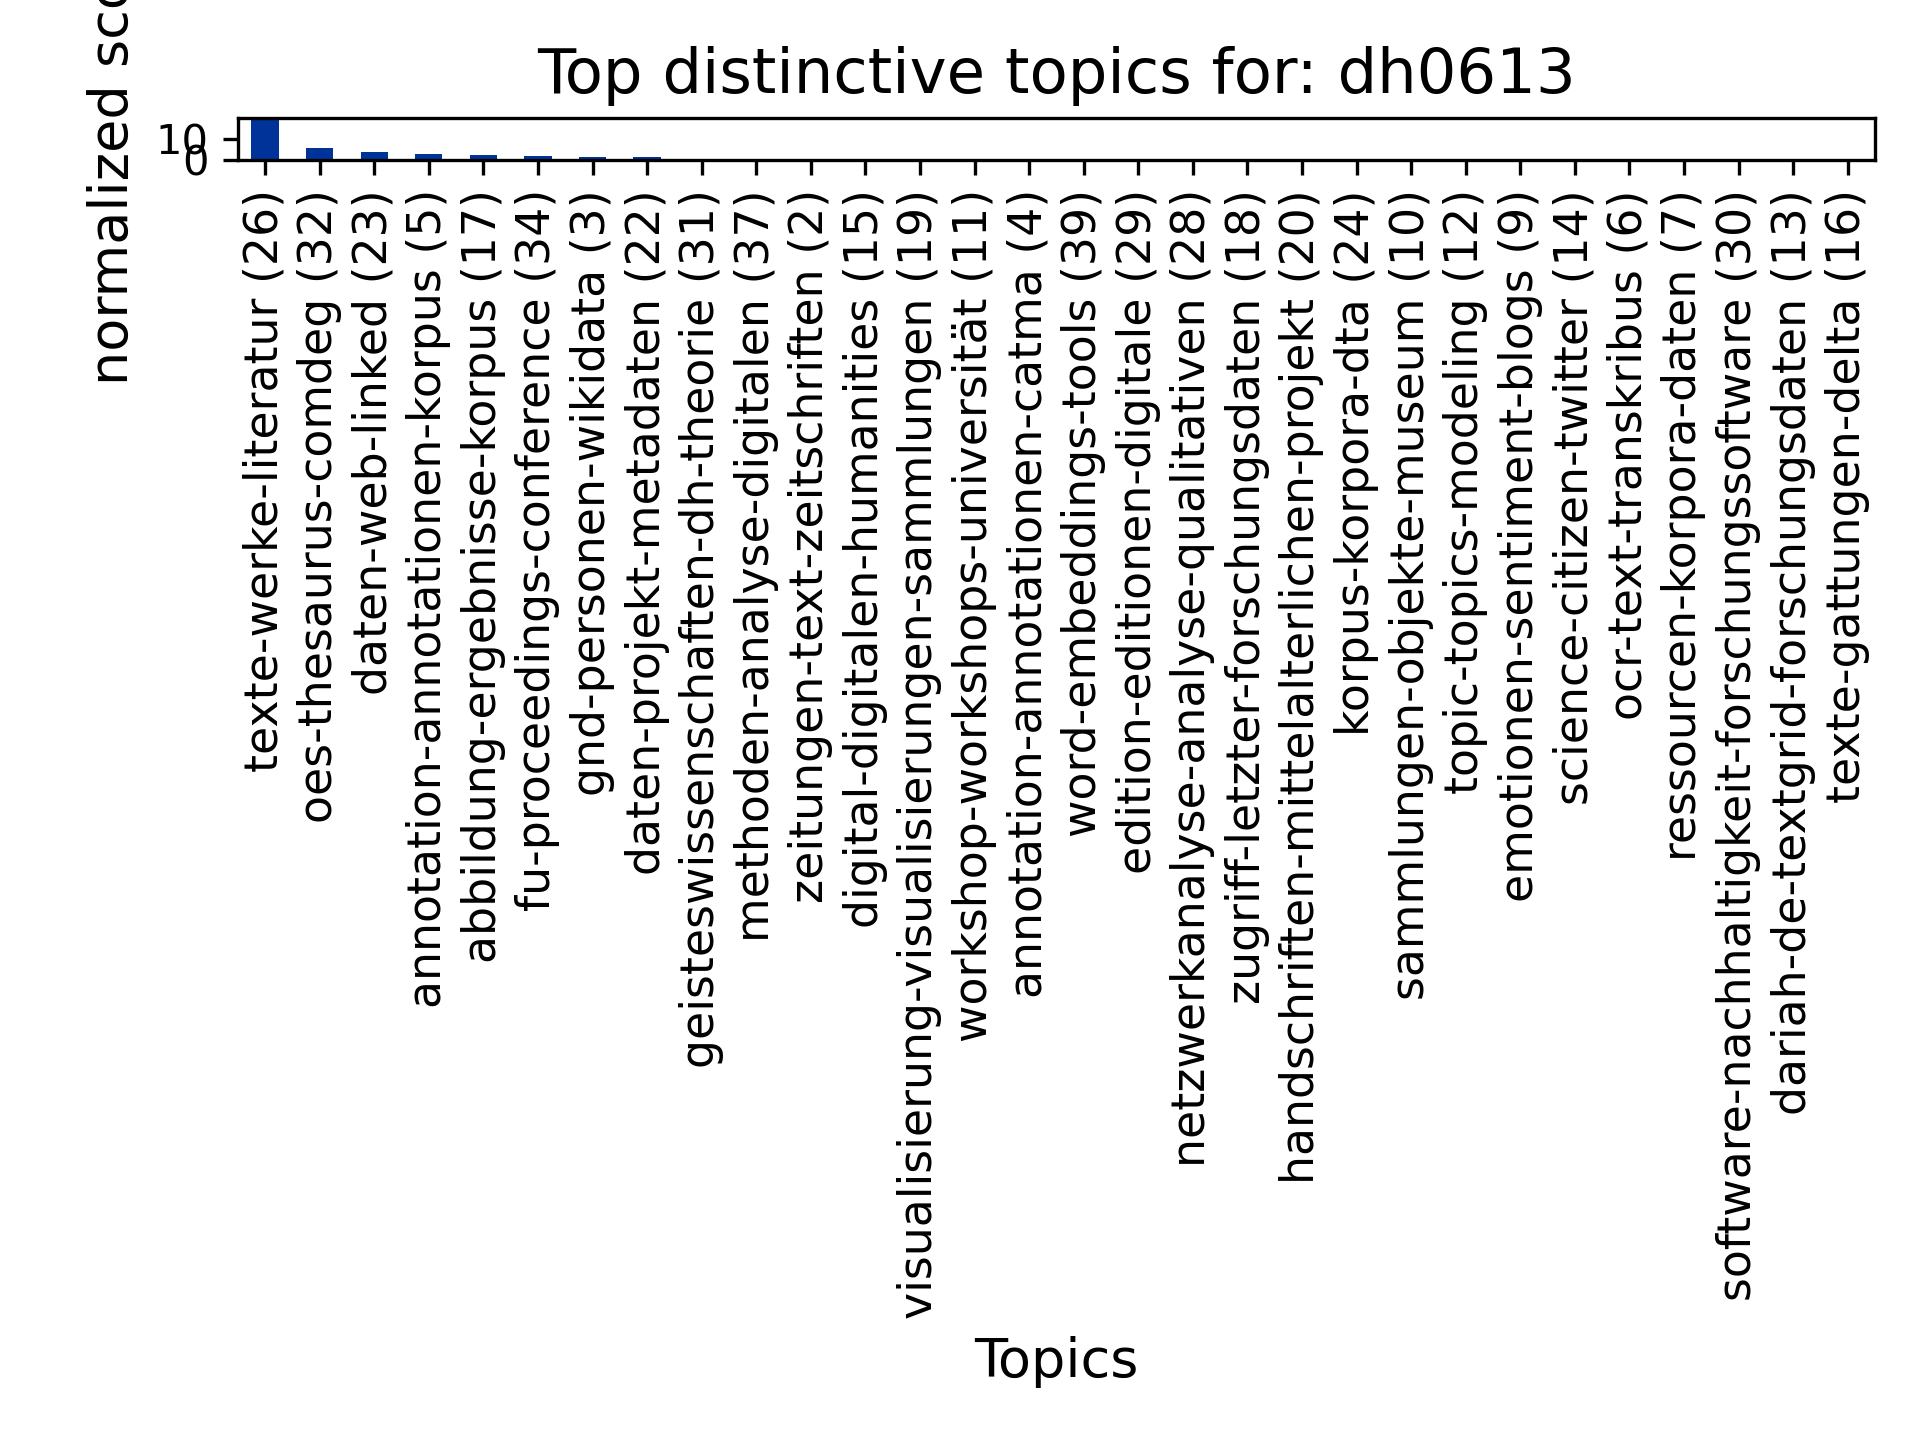 Top distinctive topics for: dh0613
normalized sco
10
0
texte-werke-literatur (26)
oes-thesaurus-comdeg (32)
daten-web-linked (23)
annotation-annotationen-korpus (5)
abbildung-ergebnisse-korpus (17)
fu-proceedings-conference (34)
gnd-personen-wikidata (3)
daten-projekt-metadaten (22)
geisteswissenschaften-dh-theorie (31)
methoden-analyse-digitalen (37)
zeitungen-text-zeitschriften (2)
digital-digitalen-humanities (15)
visualisierung-visualisierungen-sammlungen (19)
workshop-workshops-universität (11)
annotation-annotationen-catma (4)
word-embeddings-tools (39)
edition-editionen-digitale (29)
netzwerkanalyse-analyse-qualitativen (28)
zugriff-letzter-forschungsdaten (18)
handschriften-mittelalterlichen-projekt (20)
korpus-korpora-dta (24)
sammlungen-objekte-museum (10)
topic-topics-modeling (12)
emotionen-sentiment-blogs (9)
science-citizen-twitter (14)
ocr-text-transkribus (6)
ressourcen-korpora-daten (7)
software-nachhaltigkeit-forschungssoftware (30)
dariah-de-textgrid-forschungsdaten (13)
texte-gattungen-delta (16)
Topics